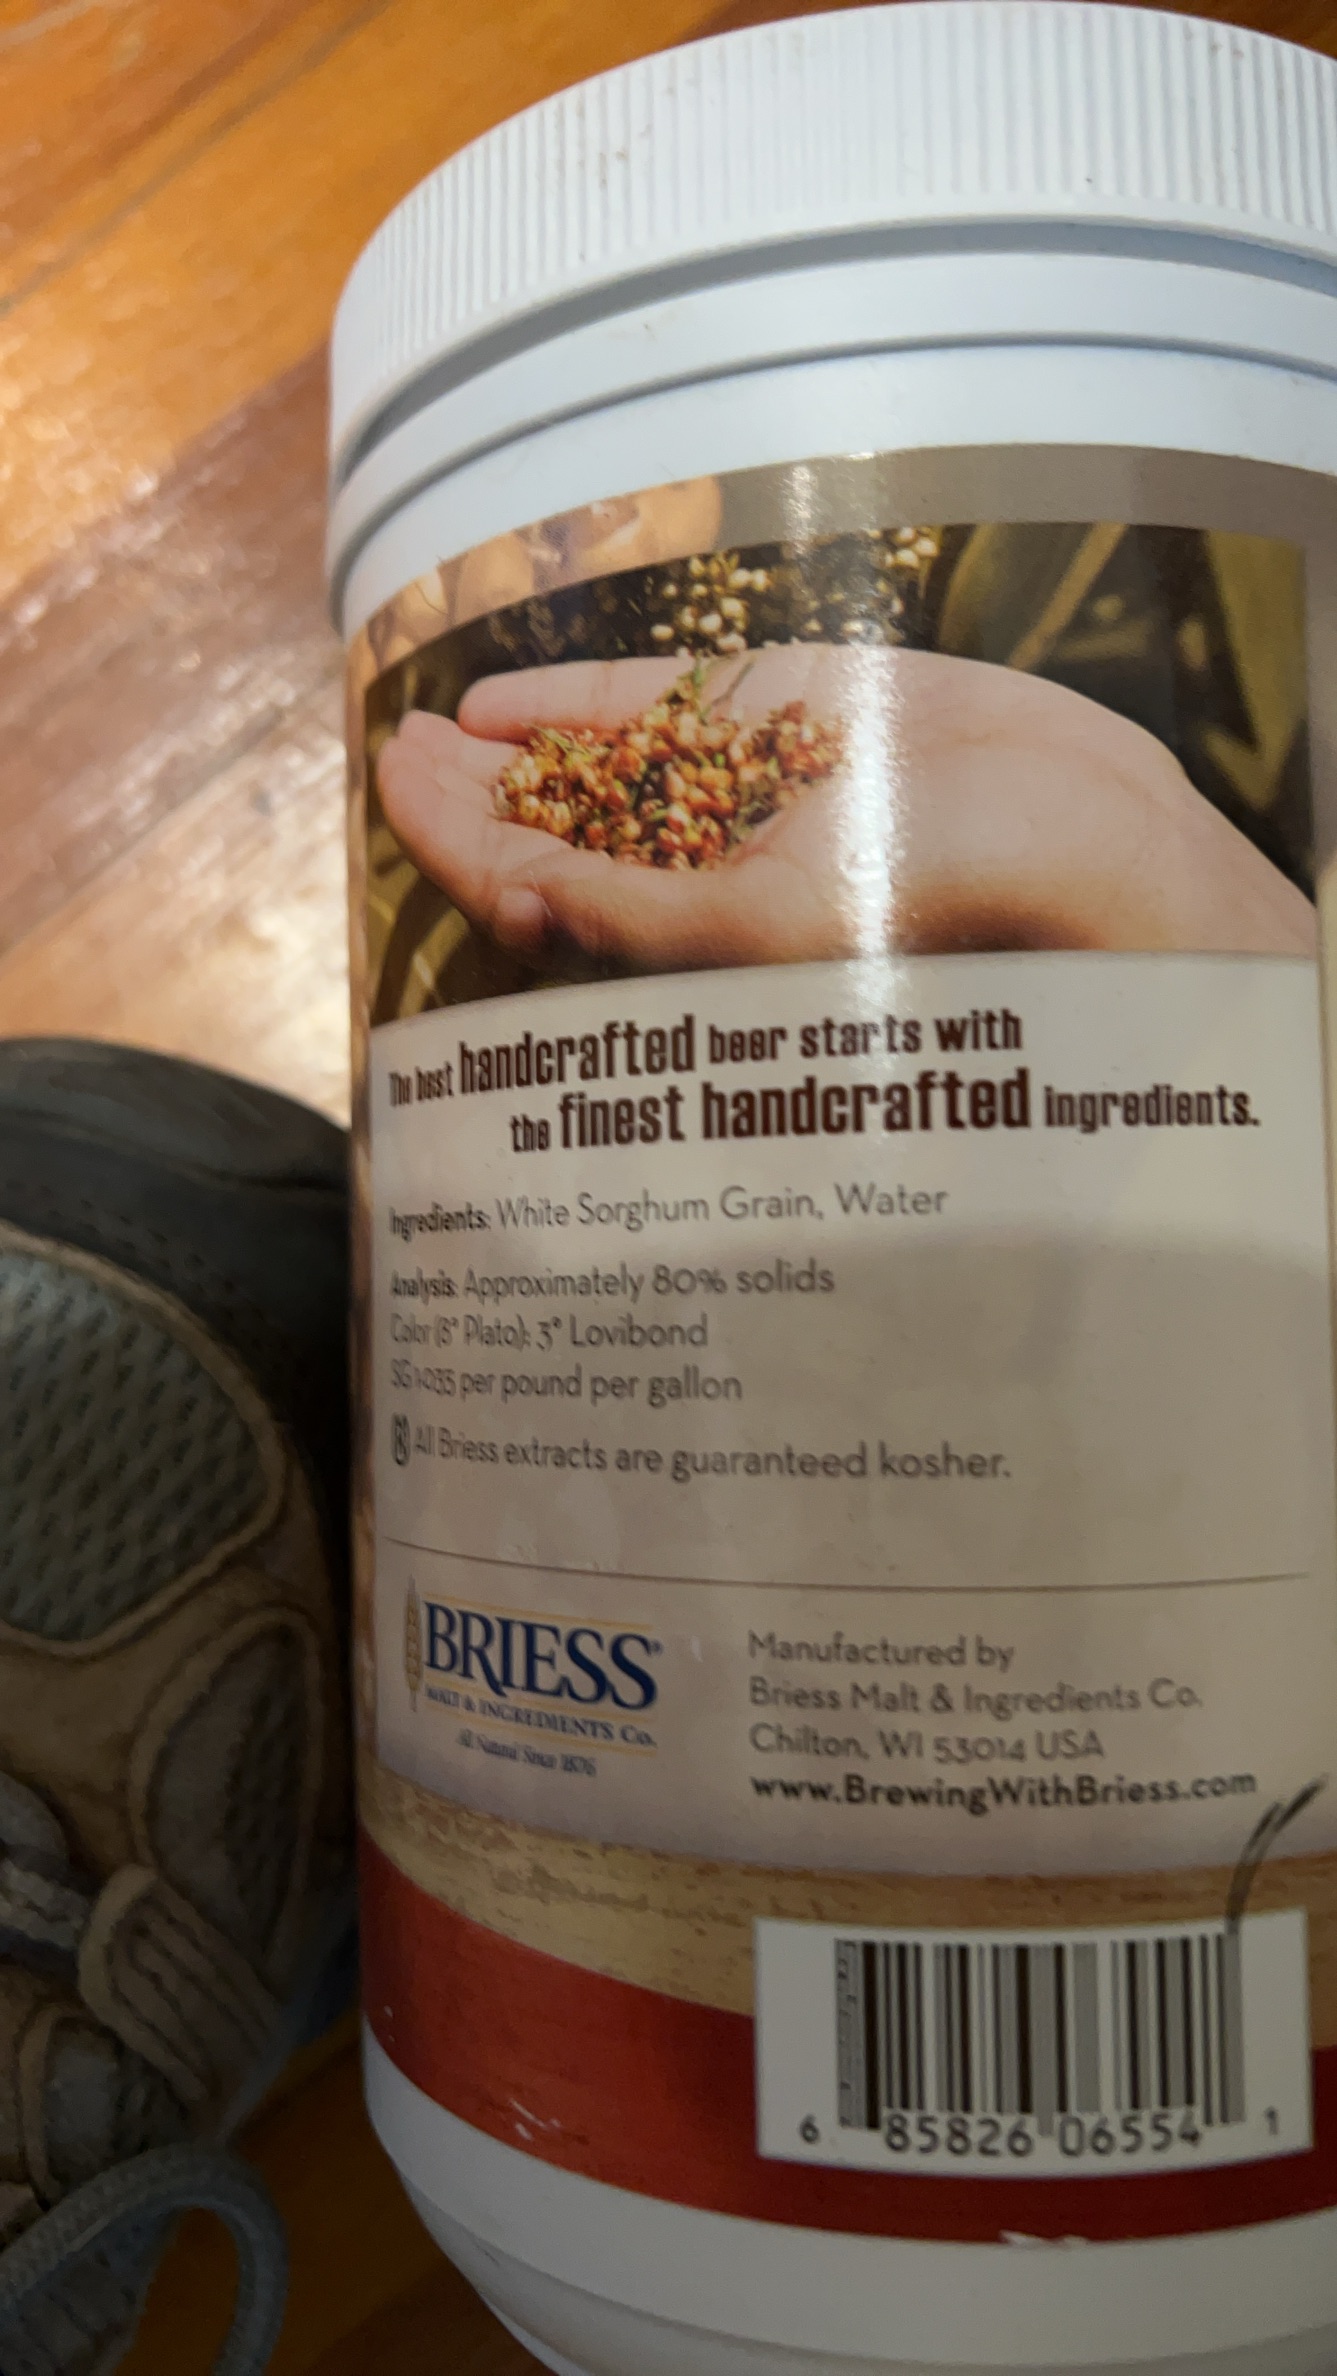 The best handcrafted beer starts with
the finest handcrafted ingredients.
Ingredients: White Sorghum Grain, Water
Analysis: Approximately 80% solids
Color (8° Plato): 3° Lovibond
SG 1.035 per pound per gallon
K All Briess extracts are guaranteed kosher.
BRIESS®
MALT & INGREDIENTS Co.
All Natural Since 1876
Manufactured by
Briess Malt & Ingredients Co.
Chilton, WI 53014 USA
www.BrewingWithBriess.com
6 85826 06554 1